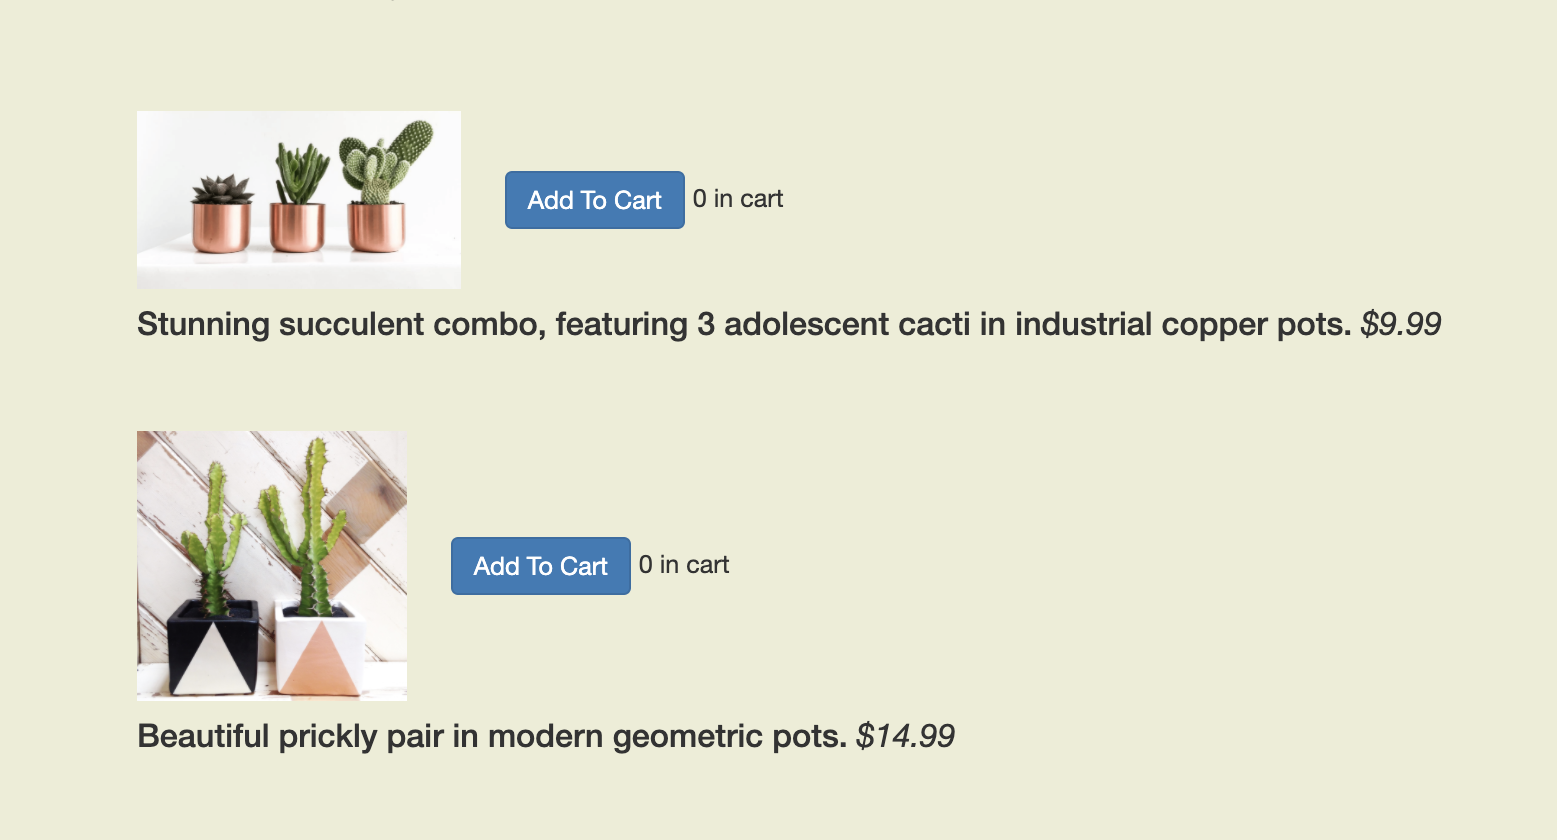 Add To Cart 0 in cart
Stunning succulent combo, featuring 3 adolescent cacti in industrial copper pots. $9.99
Add To Cart 0 in cart
Beautiful prickly pair in modern geometric pots. $14.99